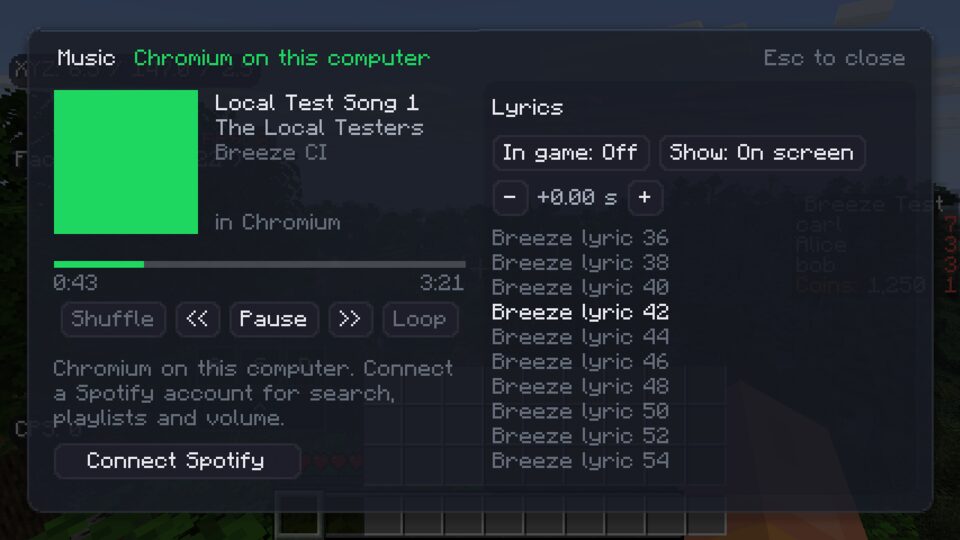 Music Chromium on this computer
Esc to close
Local Test Song 1
The Local Testers
Breeze CI
in Chromium
0:43
3:21
Shuffle << Pause >> Loop
Chromium on this computer. Connect
a Spotify account for search,
playlists and volume.
Connect Spotify
Lyrics
In game: Off
Show: On screen
- +0.00 s +
Breeze lyric 36
Breeze lyric 38
Breeze lyric 40
Breeze lyric 42
Breeze lyric 44
Breeze lyric 46
Breeze lyric 48
Breeze lyric 50
Breeze lyric 52
Breeze lyric 54
Breeze Test
carl
Alice
bob
Coins: 1,250